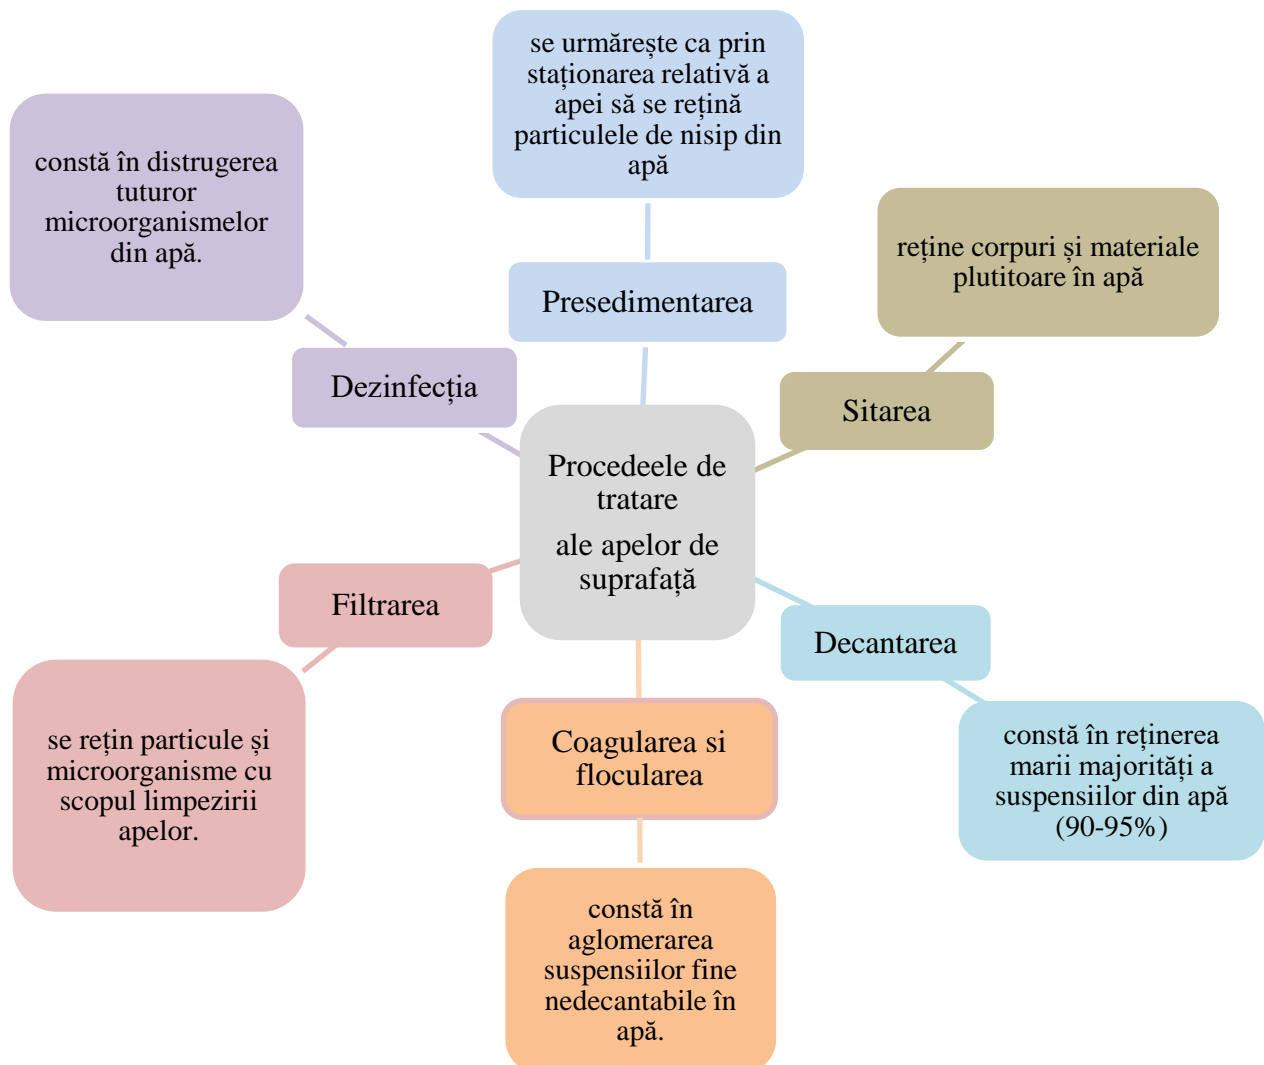 se urmărește ca prin
staționarea relativă a
apei să se rețină
particulele de nisip din
apă
Presedimentarea
reține corpuri și materiale
plutitoare în apă
Sitarea
constă în distrugerea
tuturor
microorganismelor
din apă.
Dezinfecția
Procedeele de
tratare
ale apelor de
suprafață
Filtrarea
se rețin particule și
microorganisme cu
scopul limpezirii
apelor.
Decantarea
constă în reținerea
marii majorități a
suspensiilor din apă
(90-95%)
Coagularea si
flocularea
constă în
aglomerarea
suspensiilor fine
nedecantabile în
apă.